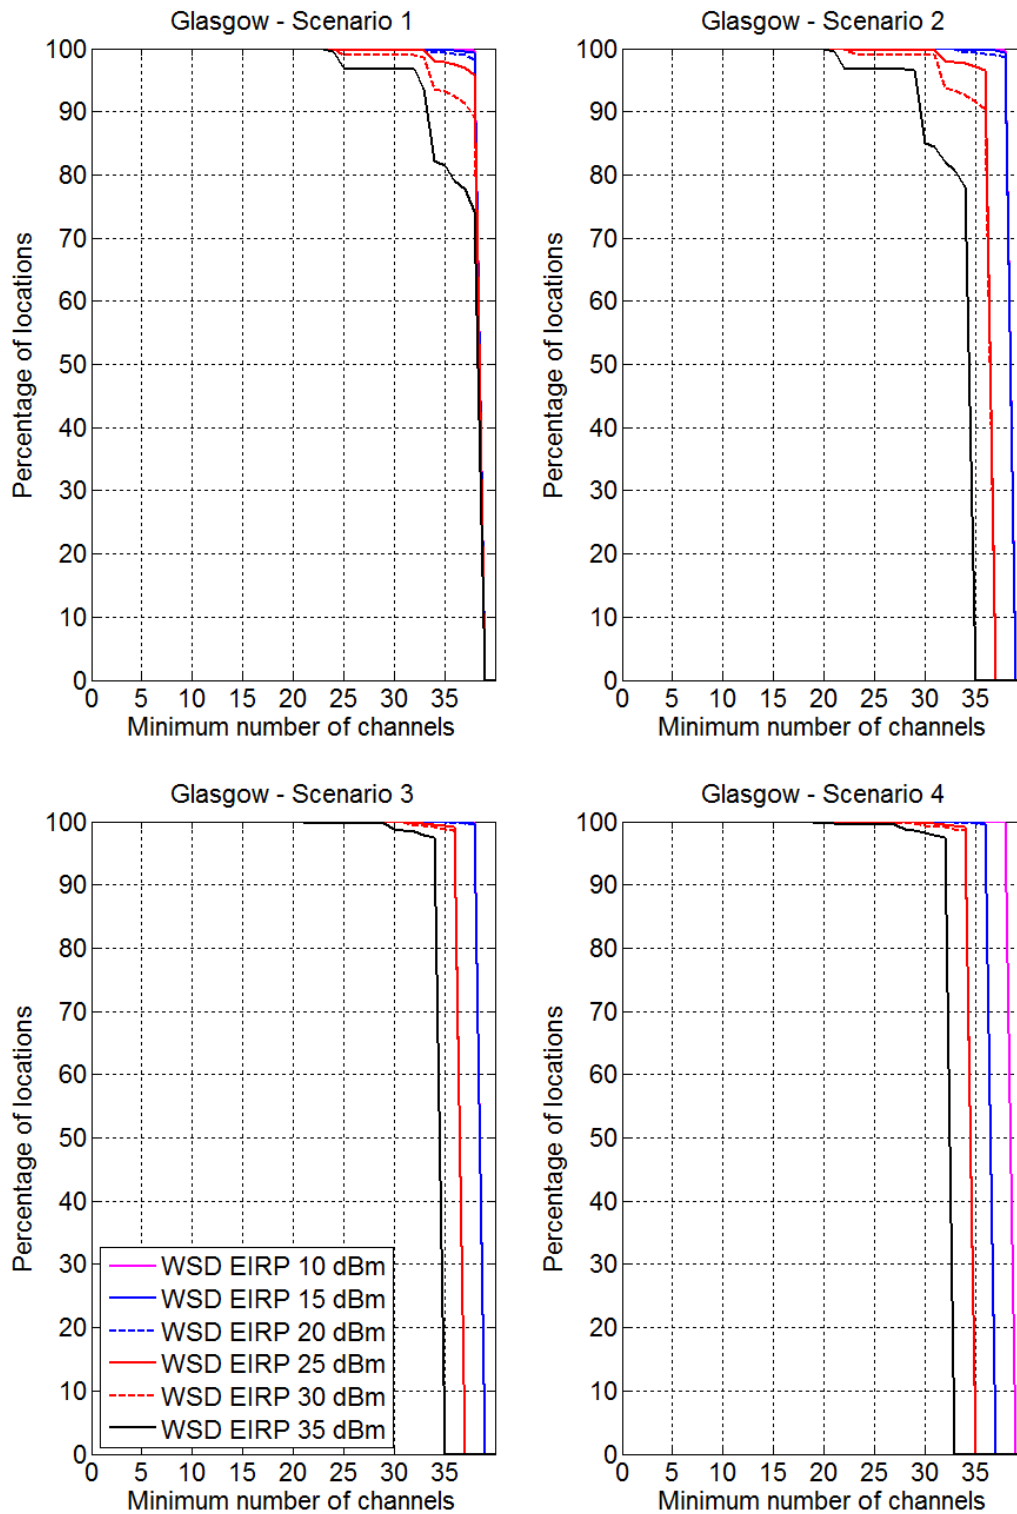 Glasgow - Scenario 1
100
90
80
70
60
50
40
30
20
10
0
Percentage of locations
0 5 10 15 20 25 30 35
Minimum number of channels
Glasgow - Scenario 2
100
90
80
70
60
50
40
30
20
10
0
Percentage of locations
0 5 10 15 20 25 30 35
Minimum number of channels
Glasgow - Scenario 3
100
90
80
70
60
50
40
30
20
10
0
Percentage of locations
WSD EIRP 10 dBm
WSD EIRP 15 dBm
WSD EIRP 20 dBm
WSD EIRP 25 dBm
WSD EIRP 30 dBm
WSD EIRP 35 dBm
0 5 10 15 20 25 30 35
Minimum number of channels
Glasgow - Scenario 4
100
90
80
70
60
50
40
30
20
10
0
Percentage of locations
0 5 10 15 20 25 30 35
Minimum number of channels